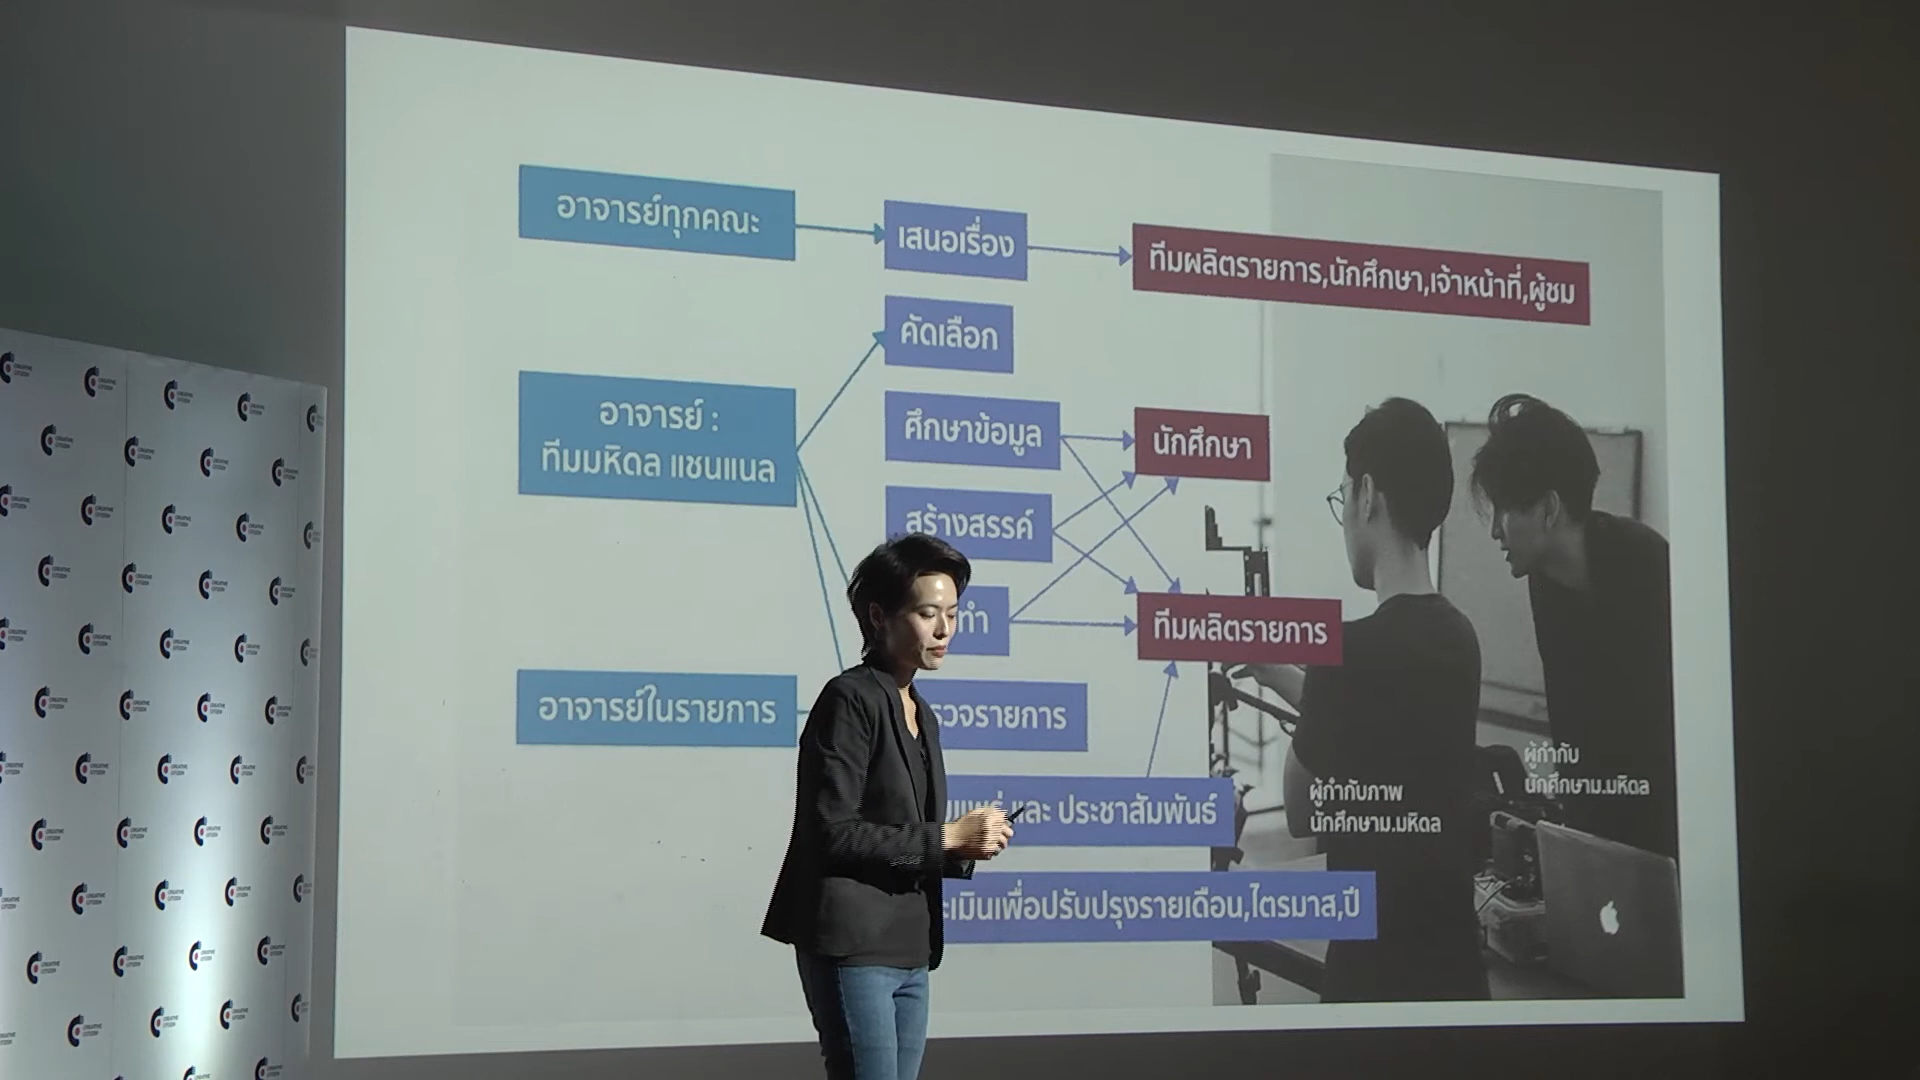 อาจารย์ทุกคณะ
เสนอเรื่อง
ทีมผลิตรายการ,นักศึกษา,เจ้าหน้าที่,ผู้ชม
คัดเลือก
อาจารย์ :
ทีมมหิดล แชนแนล
ศึกษาข้อมูล
นักศึกษา
สร้างสรรค์
ทำ
ทีมผลิตรายการ
อาจารย์ในรายการ
รวจรายการ
และ ประชาสัมพันธ์
ะเมินเพื่อปรับปรุงรายเดือน,ไตรมาส,ปี
ผู้กำกับภาพ
นักศึกษาม.มหิดล
ผู้กำกับ
นักศึกษาม.มหิดล
CREATIVE
CITIZEN